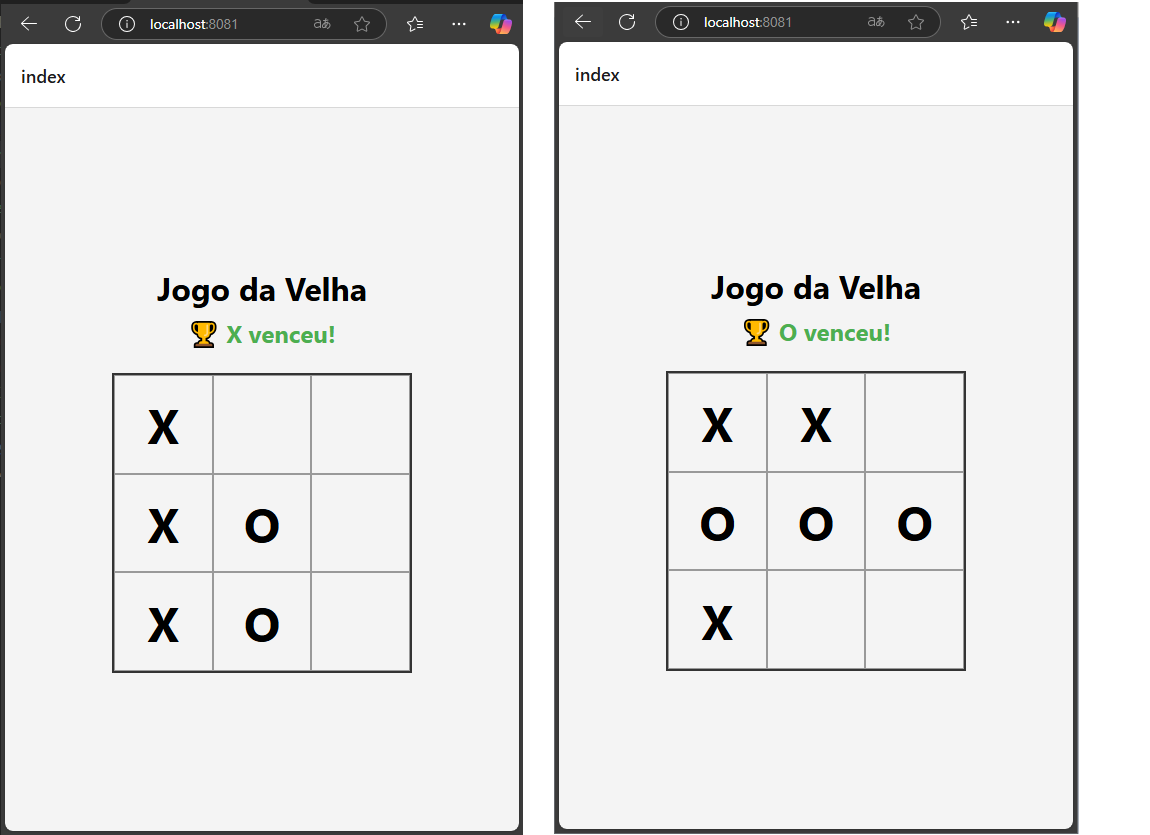 localhost:8081
index
Jogo da Velha
🏆 X venceu!
X
X O
X O
localhost:8081
index
Jogo da Velha
🏆 O venceu!
X X
O O O
X